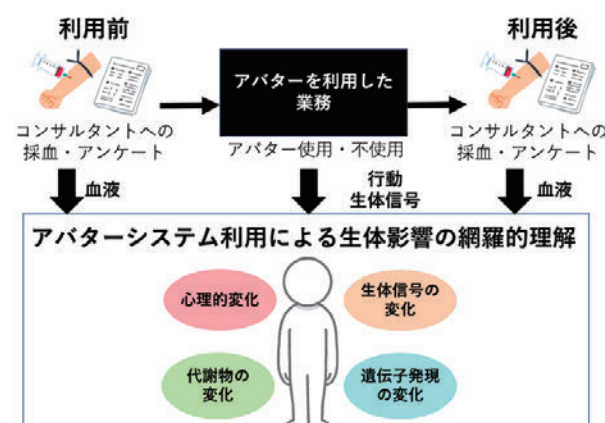 利用前
コンサルタントへの
採血・アンケート
アバターを利用した
業務
アバター使用・不使用
利用後
コンサルタントへの
採血・アンケート
血液
行動
生体信号
血液
アバターシステム利用による生体影響の網羅的理解
心理的変化
生体信号の
変化
代謝物の
変化
遺伝子発現
の変化